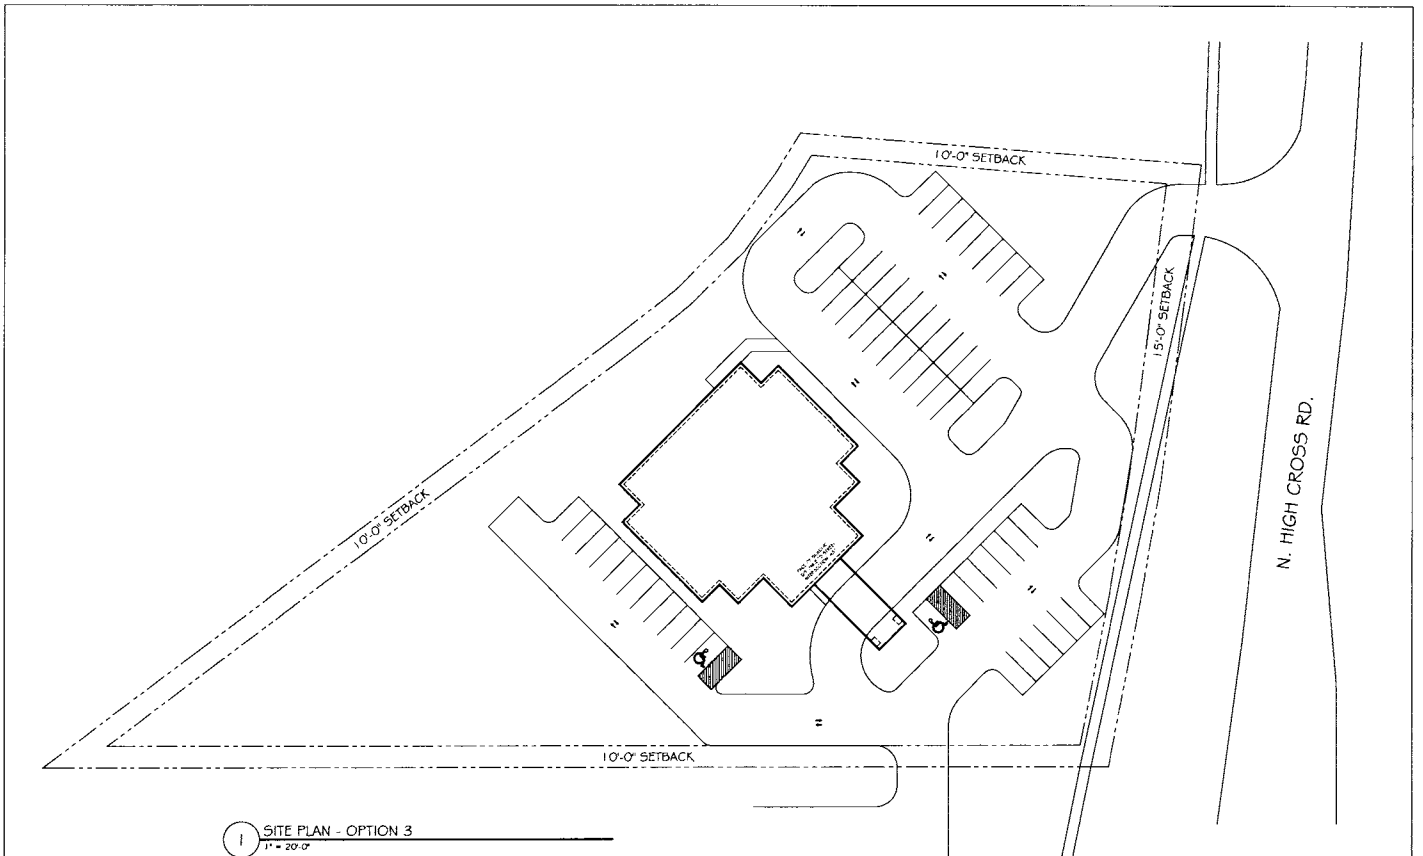 10'-0" SETBACK
15'-0" SETBACK
N. HIGH CROSS RD.
10'-0" SETBACK
10'-0" SETBACK
1
SITE PLAN - OPTION 3
1" = 20'-0"